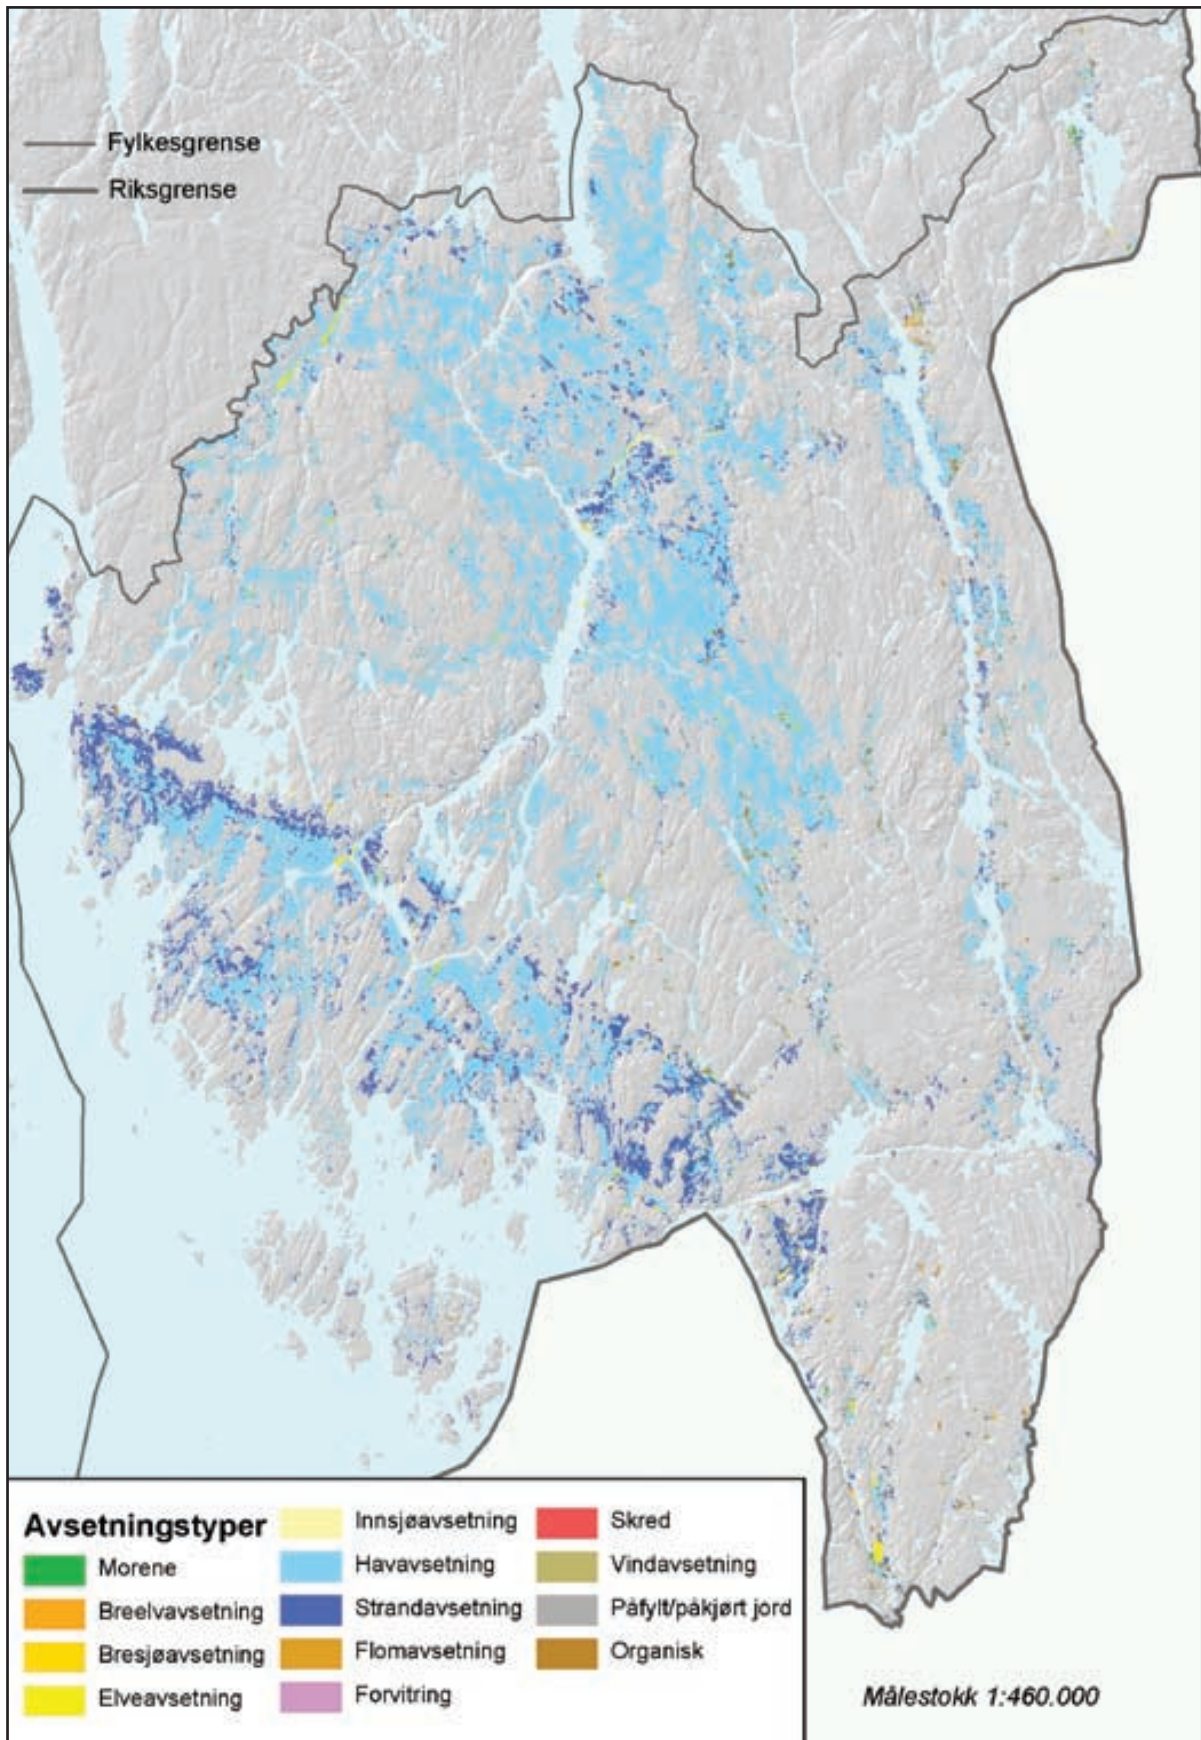 Fylkesgrense
Riksgrense
Avsetningstyper
Morene
Breelvavsetning
Bresjøavsetning
Elveavsetning
Innsjøavsetning
Havavsetning
Strandavsetning
Flomavsetning
Forvitring
Skred
Vindavsetning
Påfylt/påkjørt jord
Organisk
Målestokk 1:460.000